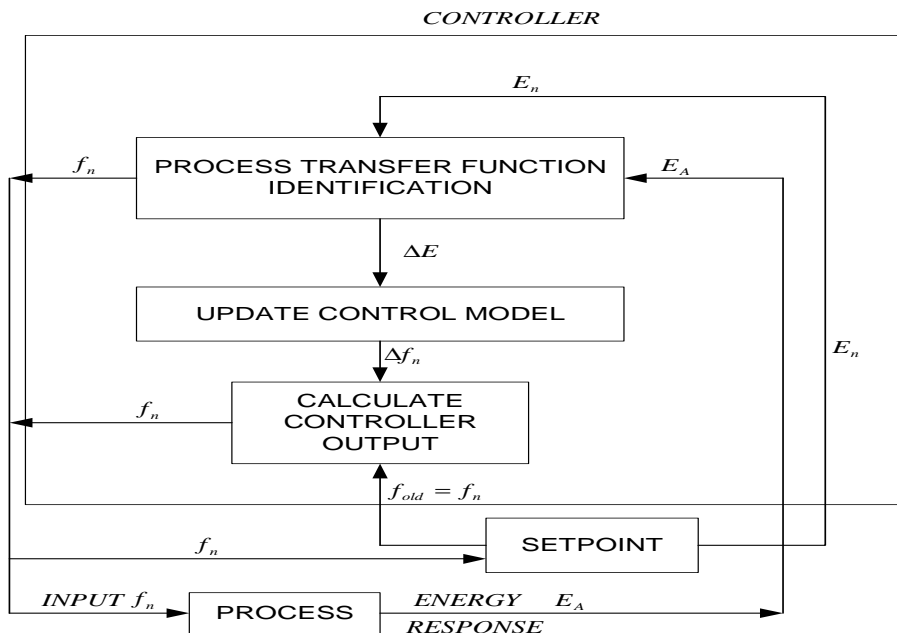 CONTROLLER
E_n
f_n
PROCESS TRANSFER FUNCTION
IDENTIFICATION
E_A
ΔE
UPDATE CONTROL MODEL
Δf_n
E_n
CALCULATE
CONTROLLER
OUTPUT
f_n
f_old = f_n
f_n
SETPOINT
INPUT f_n
PROCESS
ENERGY E_A
RESPONSE